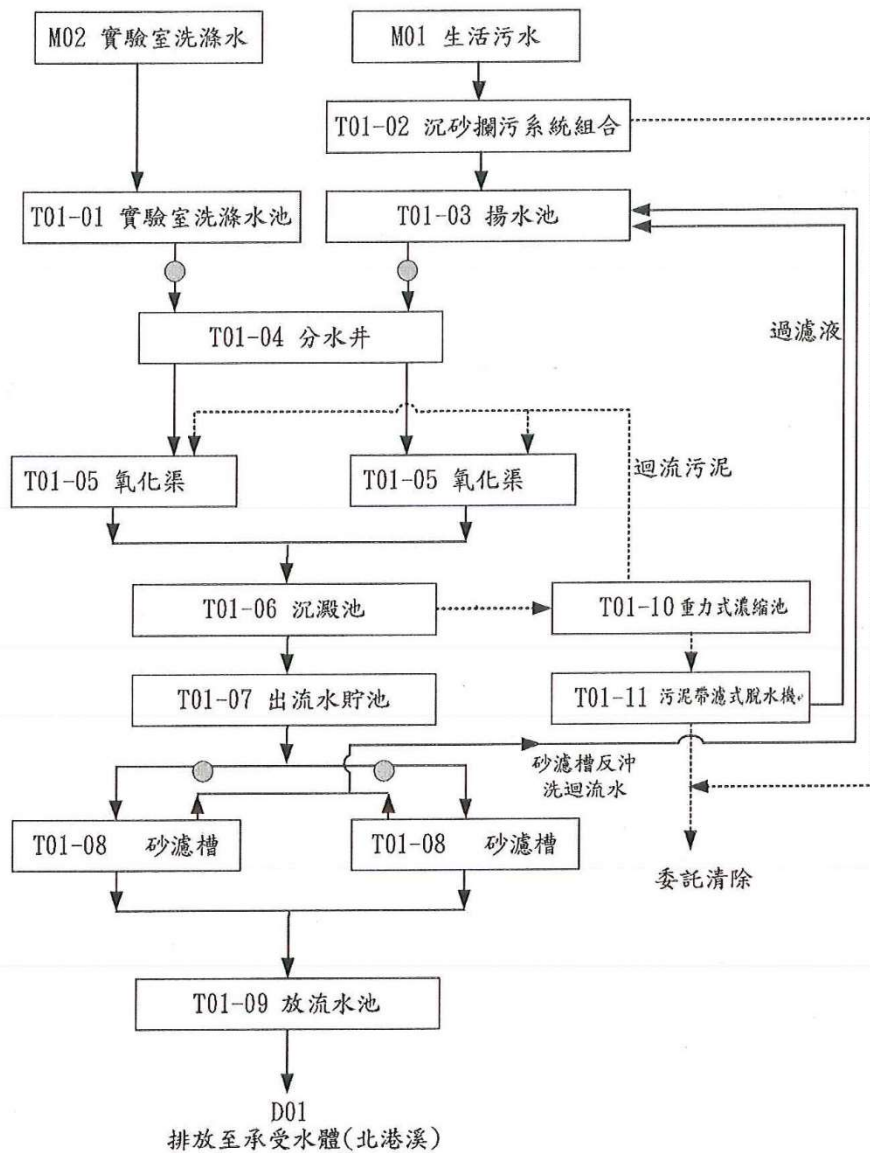 M02 實驗室洗滌水
M01 生活污水
T01-02 沉砂攔污系統組合
T01-01 實驗室洗滌水池
T01-03 揚水池
過濾液
T01-04 分水井
迴流污泥
T01-05 氧化渠
T01-05 氧化渠
T01-06 沉澱池
T01-10 重力式濃缩池
T01-07 出流水貯池
T01-11 污泥帶濾式脫水機
砂濾槽反沖
洗迴流水
T01-08 砂濾槽
T01-08 砂濾槽
委託清除
T01-09 放流水池
D01
排放至承受水體(北港溪)